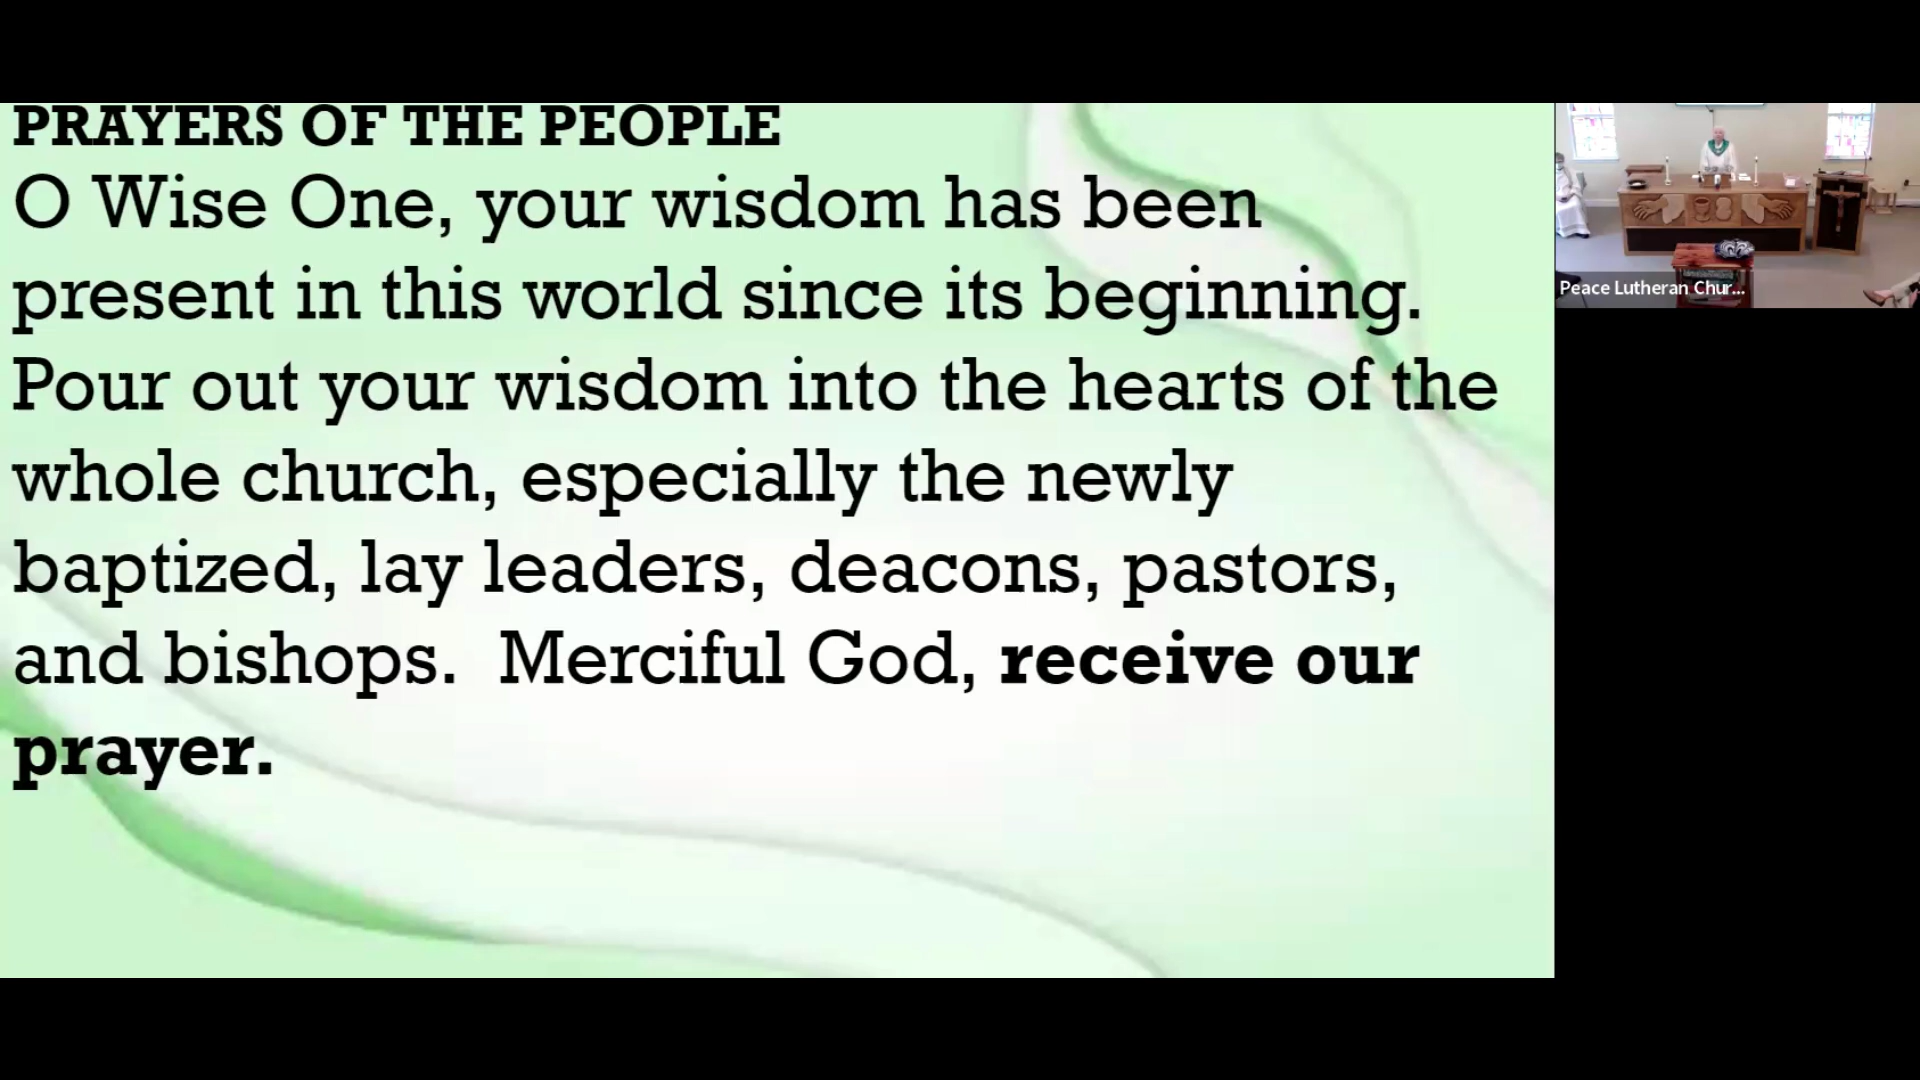 PRAYERS OF THE PEOPLE
O Wise One, your wisdom has been
present in this world since its beginning.
Pour out your wisdom into the hearts of the
whole church, especially the newly
baptized, lay leaders, deacons, pastors,
and bishops.  Merciful God, receive our
prayer.
Peace Lutheran Chur...